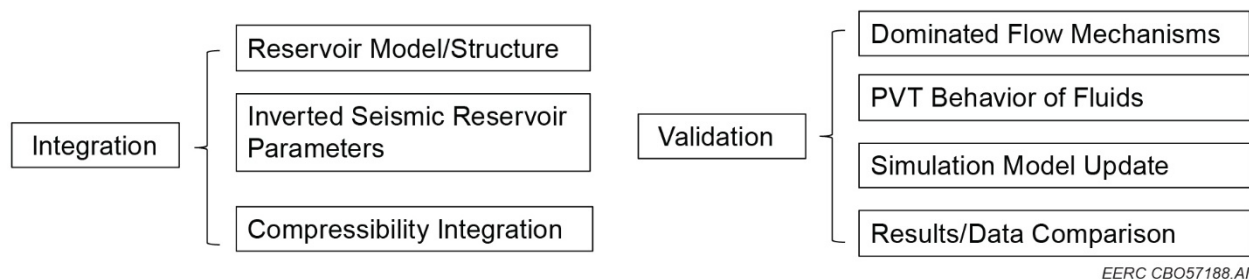 Integration
Reservoir Model/Structure
Inverted Seismic Reservoir
Parameters
Compressibility Integration
Validation
Dominated Flow Mechanisms
PVT Behavior of Fluids
Simulation Model Update
Results/Data Comparison
EERC CBO57188.AI